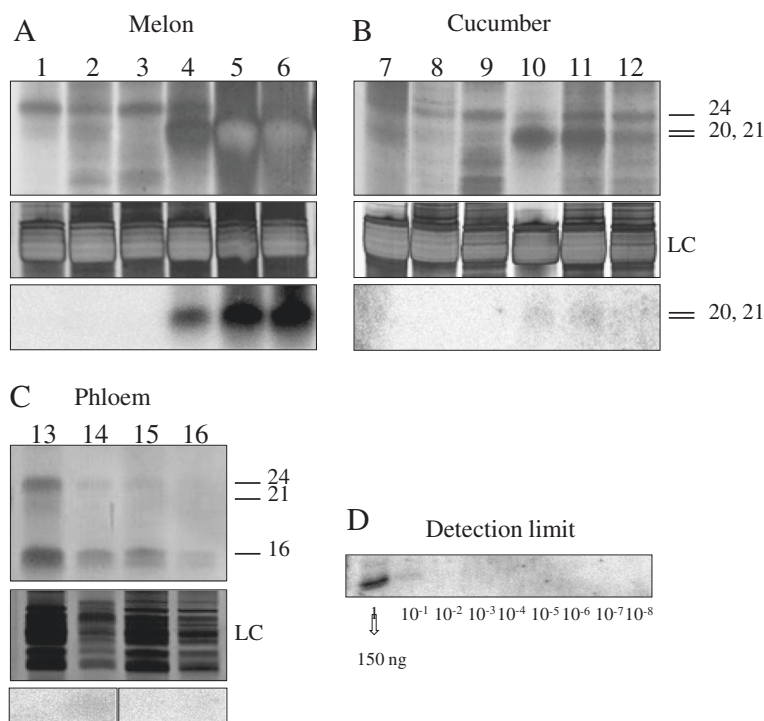 A Melon
1 2 3 4 5 6
B Cucumber
7 8 9 10 11 12
24
20, 21
LC
20, 21
C Phloem
13 14 15 16
24
21
16
LC
D Detection limit
1 10-1 10-2 10-3 10-4 10-5 10-6 10-7 10-8
150 ng